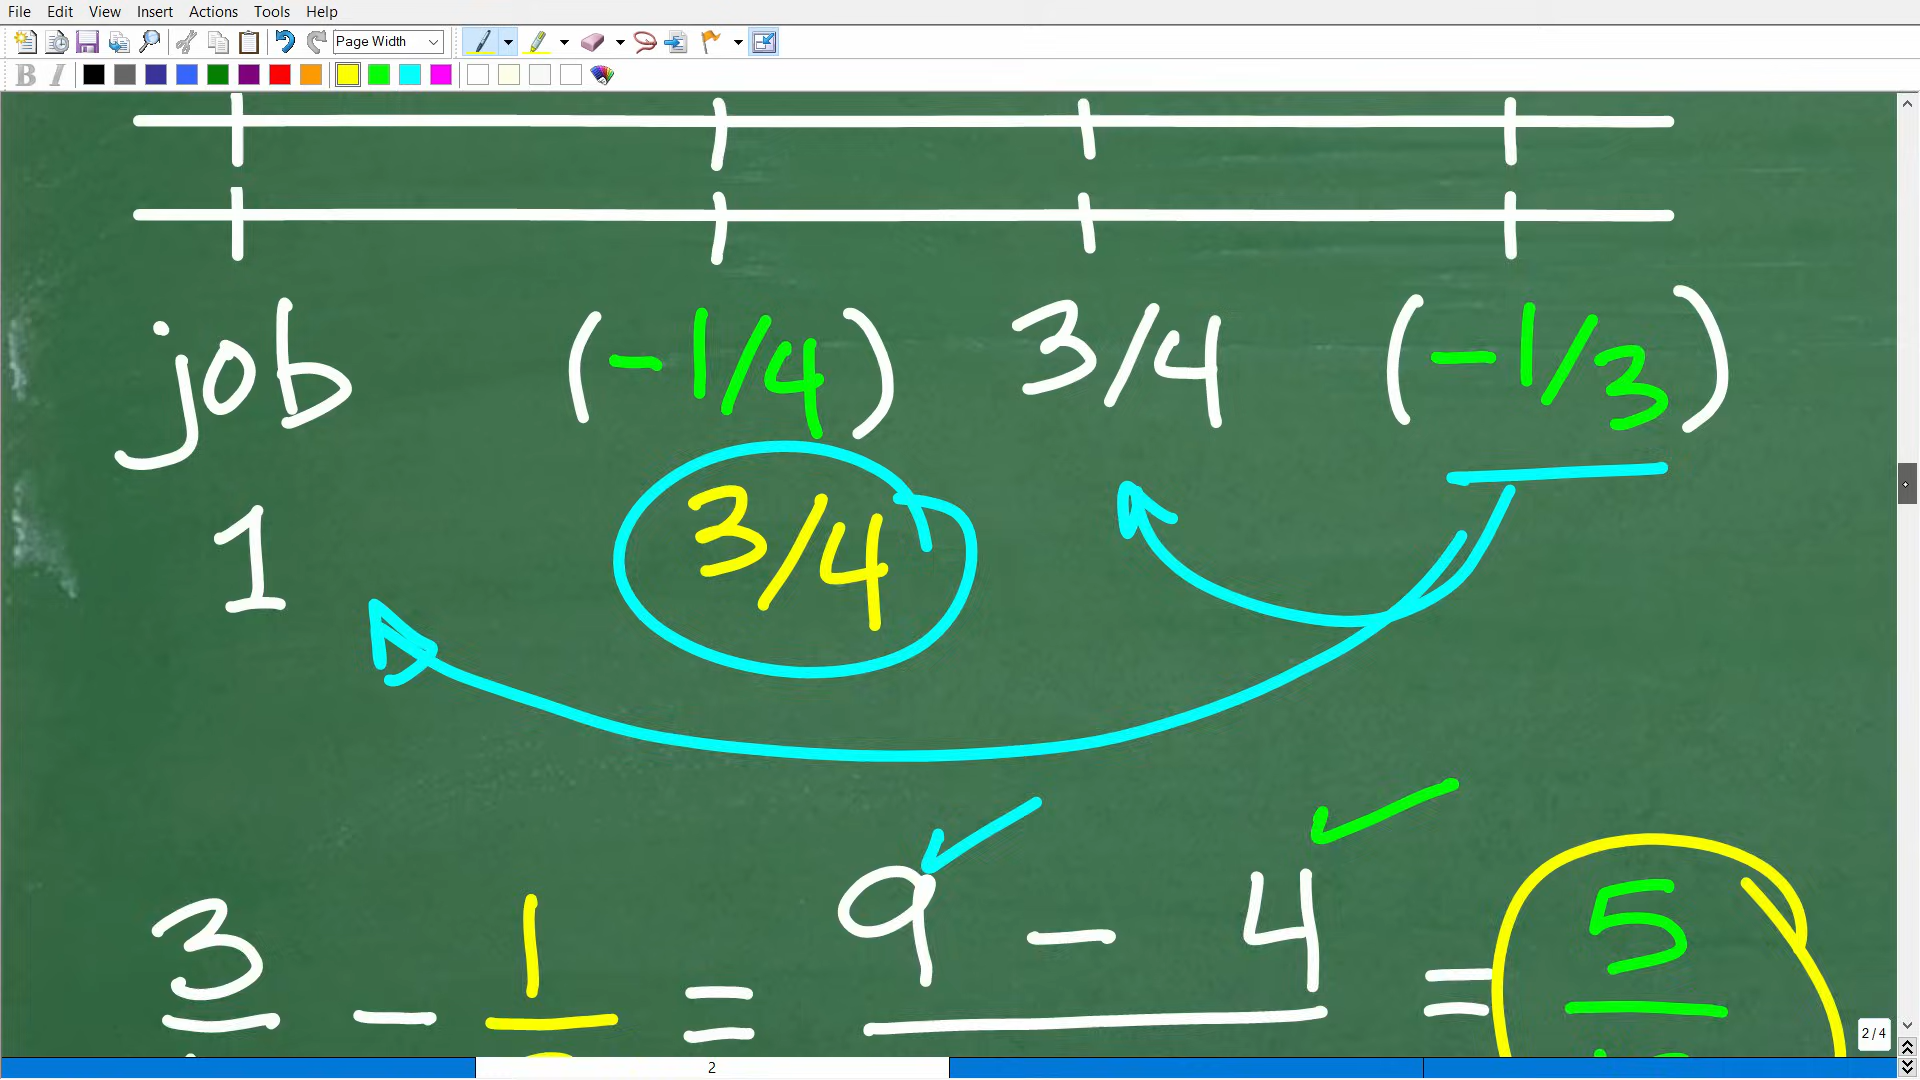 File Edit View Insert Actions Tools Help
Page Width
B I
job (-1/4) 3/4 (-1/3)
1 3/4
9 - 4 5
3 - 1 = =
2 / 4
2